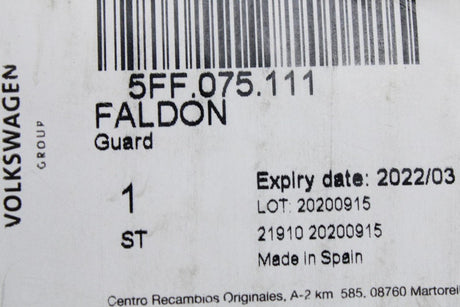 5FF.075.111
FALDON
Guard
1
ST
Expiry date: 2022/03
LOT: 20200915
21910 20200915
Made in Spain
Centro Recambios Originales, A-2 km 585, 08760 Martorell
VOLKSWAGEN
GROUP